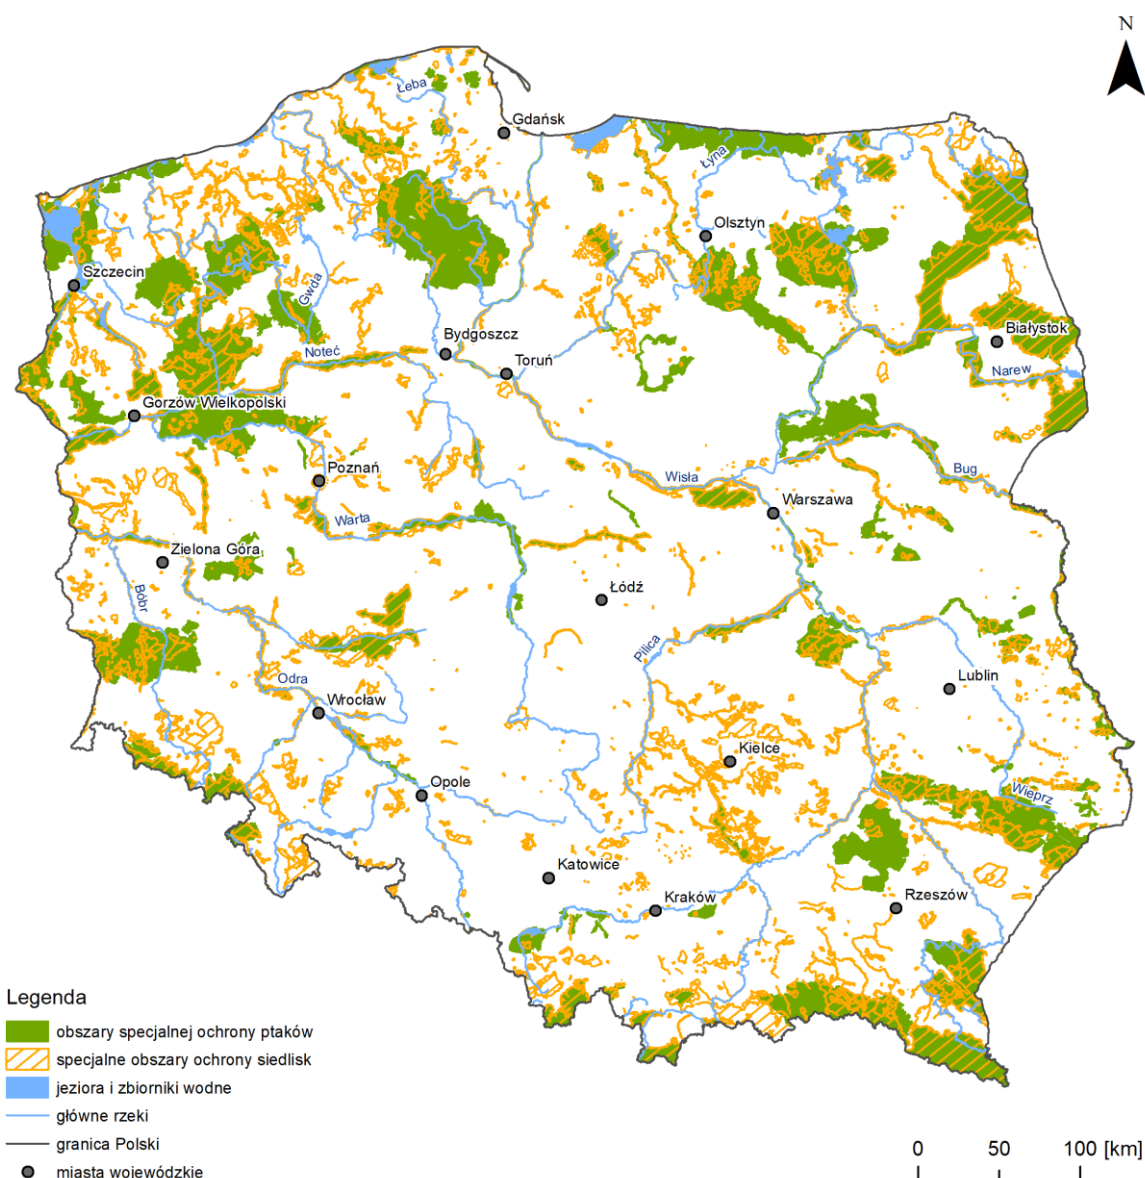 N
Łeba
Gdańsk
Łyna
Olsztyn
Szczecin
Gwda
Białystok
Bydgoszcz
Noteć
Toruń
Narew
Gorzów Wielkopolski
Poznań
Wisła
Bug
Warszawa
Warta
Zielona Góra
Bóbr
Łódź
Pilica
Odra
Lublin
Wrocław
Kielce
Opole
Wieprz
Katowice
Kraków
Rzeszów
Legenda
obszary specjalnej ochrony ptaków
specjalne obszary ochrony siedlisk
jeziora i zbiorniki wodne
główne rzeki
granica Polski
miasta wojewódzkie
0 50 100 [km]